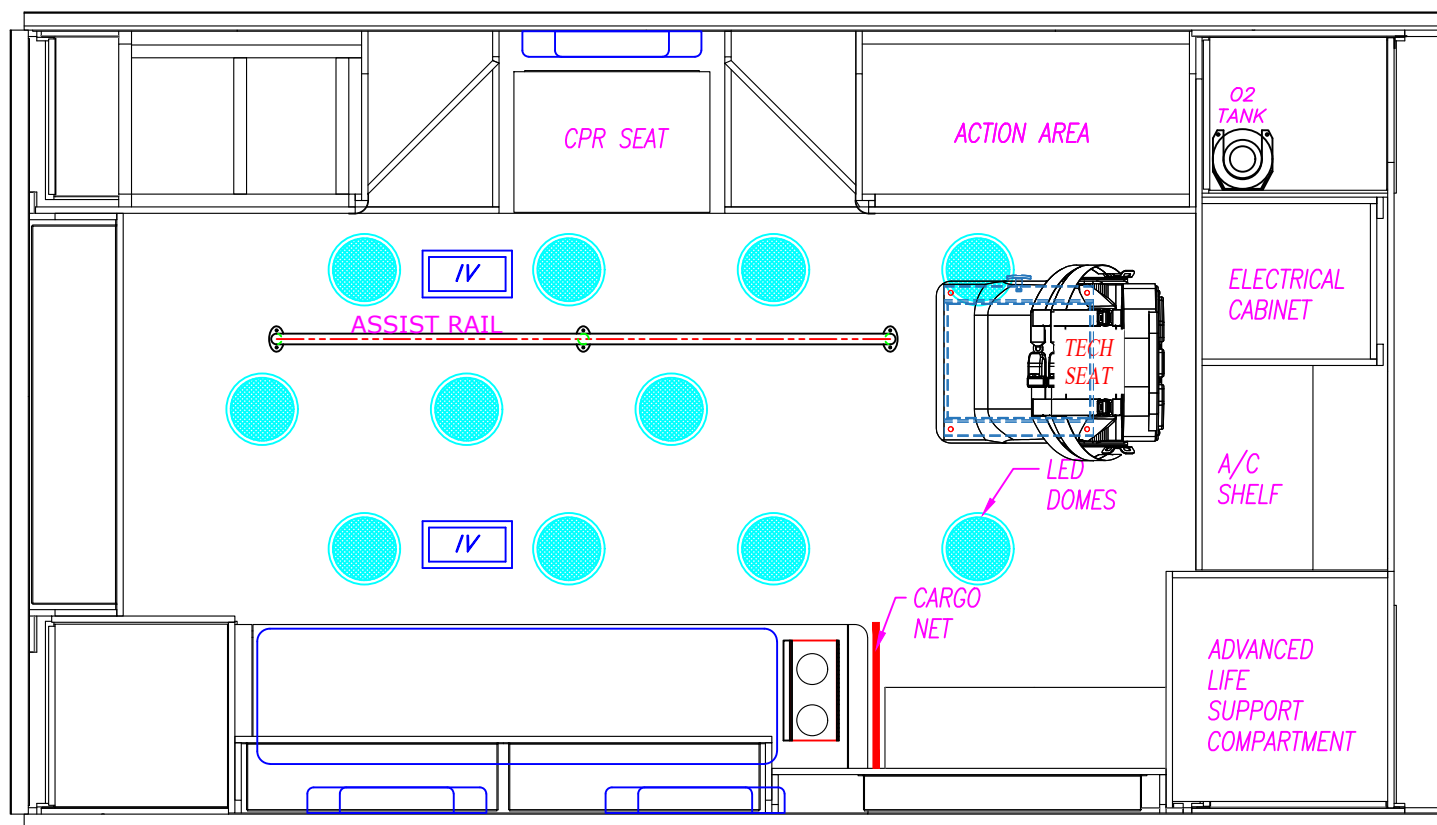 CPR SEAT
ACTION AREA
O2
TANK
IV
ASSIST RAIL
ELECTRICAL
CABINET
TECH
SEAT
LED
DOMES
A/C
SHELF
IV
CARGO
NET
ADVANCED
LIFE
SUPPORT
COMPARTMENT